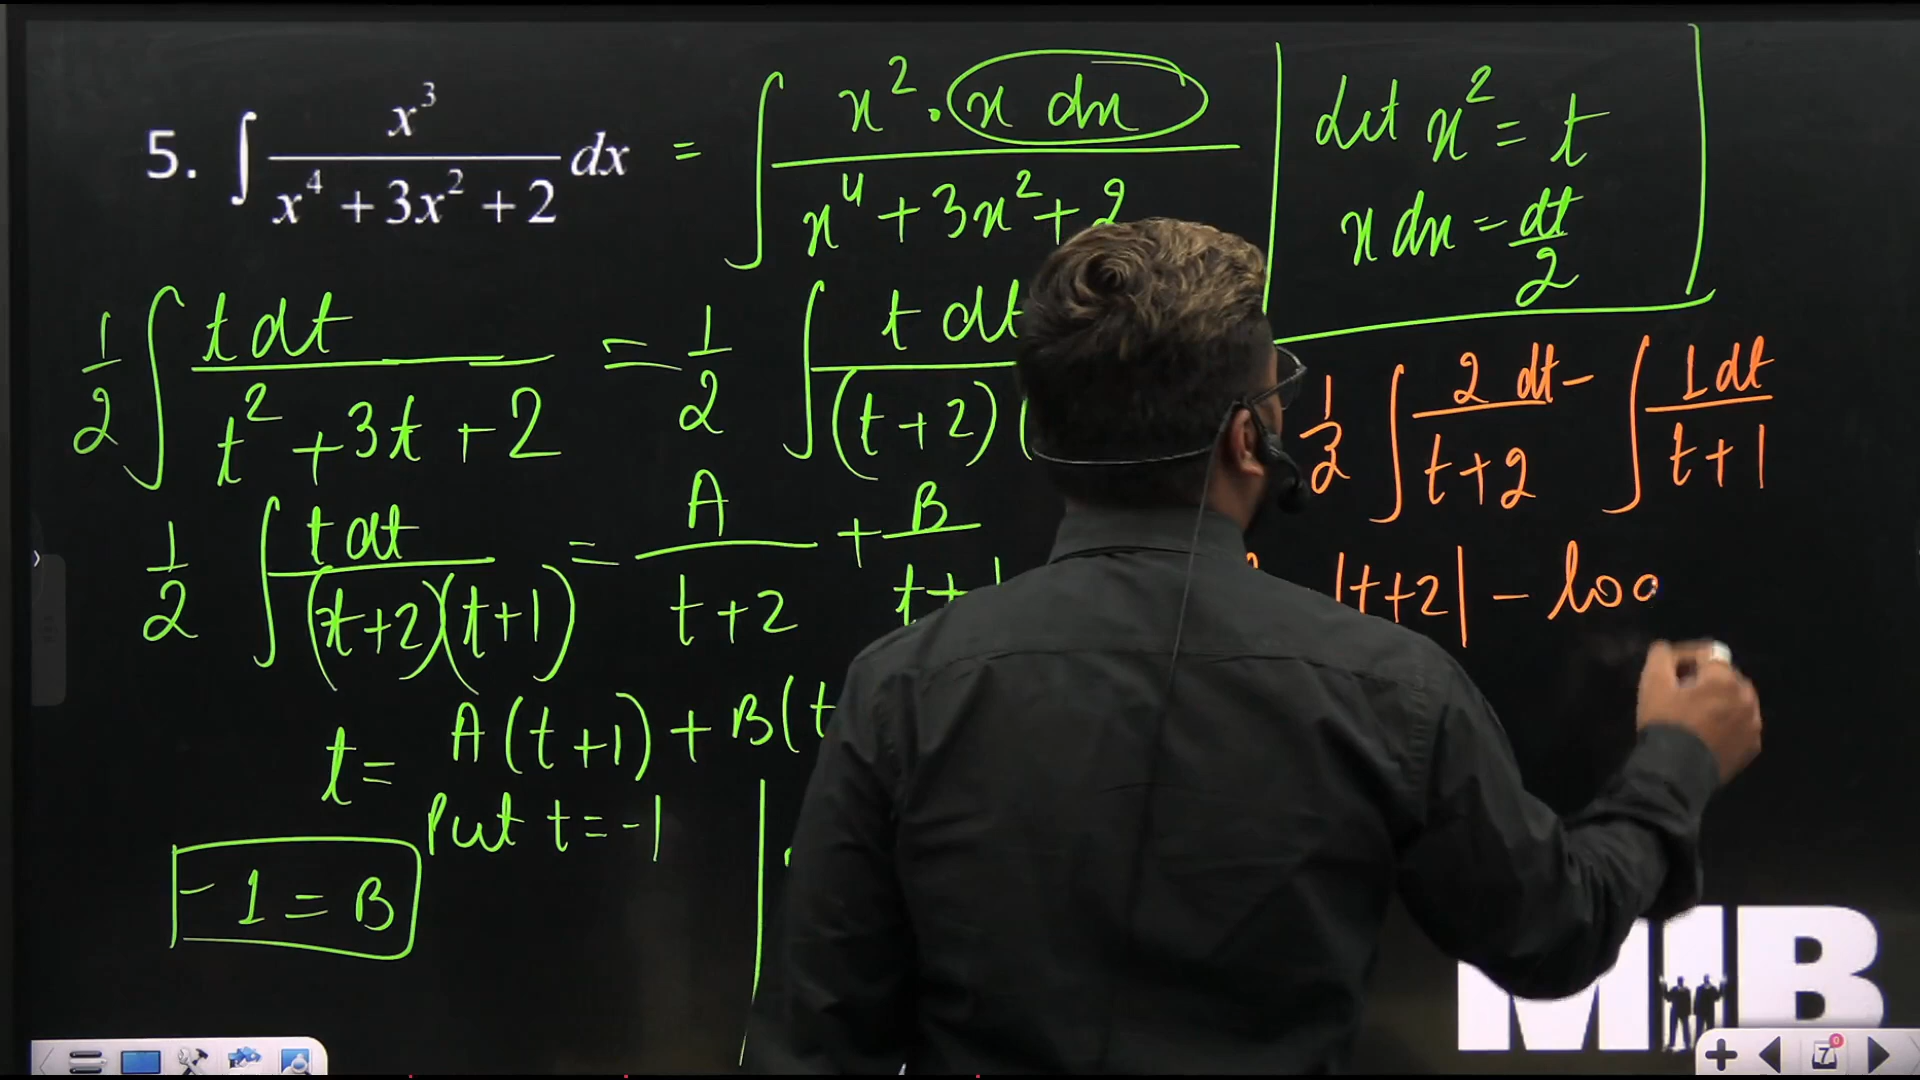 5. ∫ x³ / (x⁴ + 3x² + 2) dx = ∫ x² · x dx / (x⁴ + 3x² + 2
Let x² = t
x dx = dt/2
1/2 ∫ t dt / (t² + 3t + 2) = 1/2 ∫ t dt / (t+2)(
1/2 ∫ t dt / (t+2)(t+1) = A / (t+2) + B / (t+1
t = A(t+1) + B(t
Put t = -1
-1 = B
1/2 ∫ 2 dt / (t+2) - ∫ 1 dt / (t+1)
|t+2| - log
MIB
7
0